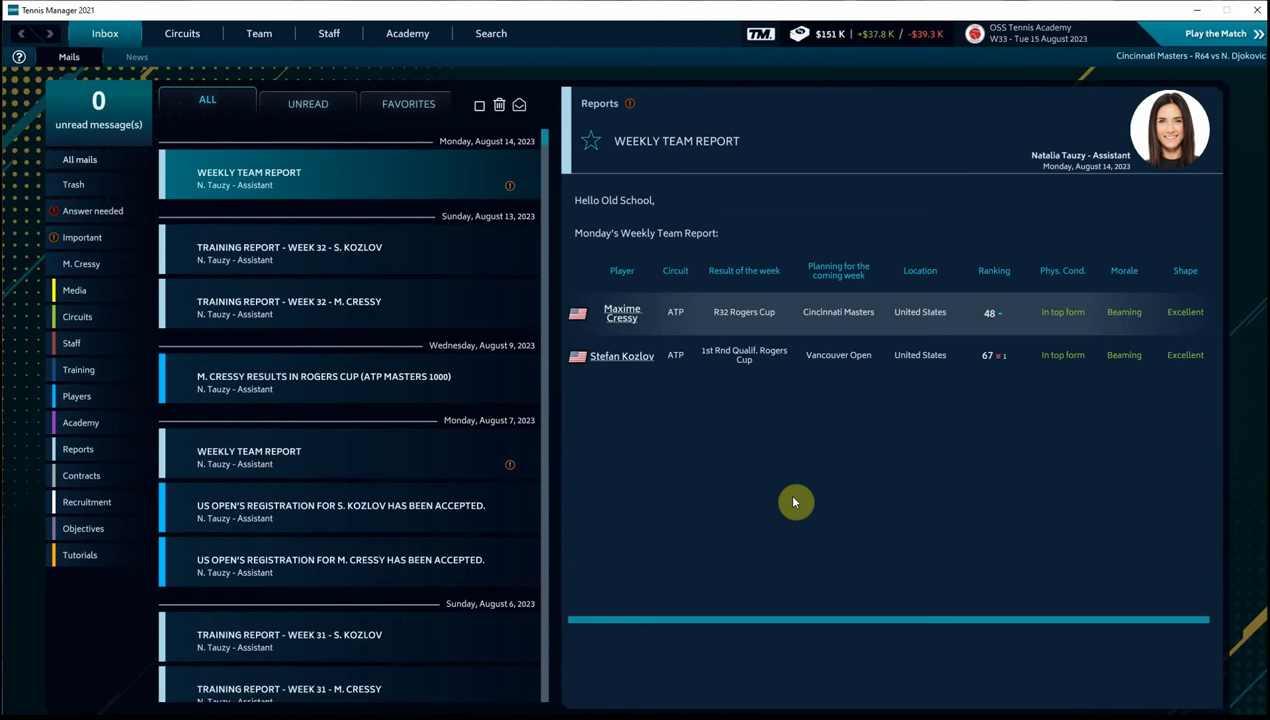 Tennis Manager 2021
Inbox
Circuits
Team
Staff
Academy
Search
TM.
$151 K / +$37.8 K / -$39.3 K
OSS Tennis Academy
W33 - Tue 15 August 2023
Play the Match
Mails
News
Cincinnati Masters - R64 vs N. Djokovic
0
unread message(s)
All mails
Trash
Answer needed
Important
M. Cressy
Media
Circuits
Staff
Training
Players
Academy
Reports
Contracts
Recruitment
Objectives
Tutorials
ALL
UNREAD
FAVORITES
Monday, August 14, 2023
WEEKLY TEAM REPORT
N. Tauzy - Assistant
Sunday, August 13, 2023
TRAINING REPORT - WEEK 32 - S. KOZLOV
N. Tauzy - Assistant
TRAINING REPORT - WEEK 32 - M. CRESSY
N. Tauzy - Assistant
Wednesday, August 9, 2023
M. CRESSY RESULTS IN ROGERS CUP (ATP MASTERS 1000)
N. Tauzy - Assistant
Monday, August 7, 2023
WEEKLY TEAM REPORT
N. Tauzy - Assistant
US OPEN'S REGISTRATION FOR S. KOZLOV HAS BEEN ACCEPTED.
N. Tauzy - Assistant
US OPEN'S REGISTRATION FOR M. CRESSY HAS BEEN ACCEPTED.
N. Tauzy - Assistant
Sunday, August 6, 2023
TRAINING REPORT - WEEK 31 - S. KOZLOV
N. Tauzy - Assistant
TRAINING REPORT - WEEK 31 - M. CRESSY
N. Tauzy - Assistant
Reports
WEEKLY TEAM REPORT
Natalia Tauzy - Assistant
Monday, August 14, 2023
Hello Old School,
Monday's Weekly Team Report:
Player Circuit Result of the week Planning for the coming week Location Ranking Phys. Cond. Morale Shape
Maxime Cressy ATP R32 Rogers Cup Cincinnati Masters United States 48 - In top form Beaming Excellent
Stefan Kozlov ATP 1st Rnd Qualif. Rogers Cup Vancouver Open United States 67 1 In top form Beaming Excellent